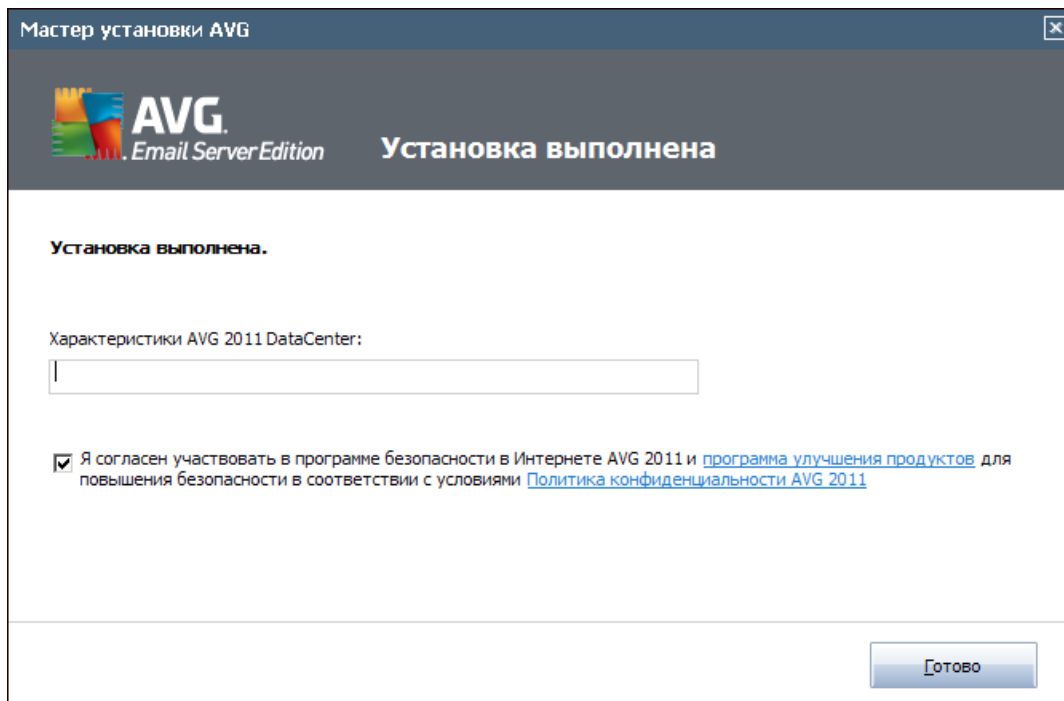 Мастер установки AVG
AVG.
Email Server Edition
Установка выполнена
Установка выполнена.
Характеристики AVG 2011 DataCenter:
Я согласен участвовать в программе безопасности в Интернете AVG 2011 и программа улучшения продуктов для
повышения безопасности в соответствии с условиями Политика конфиденциальности AVG 2011
Готово